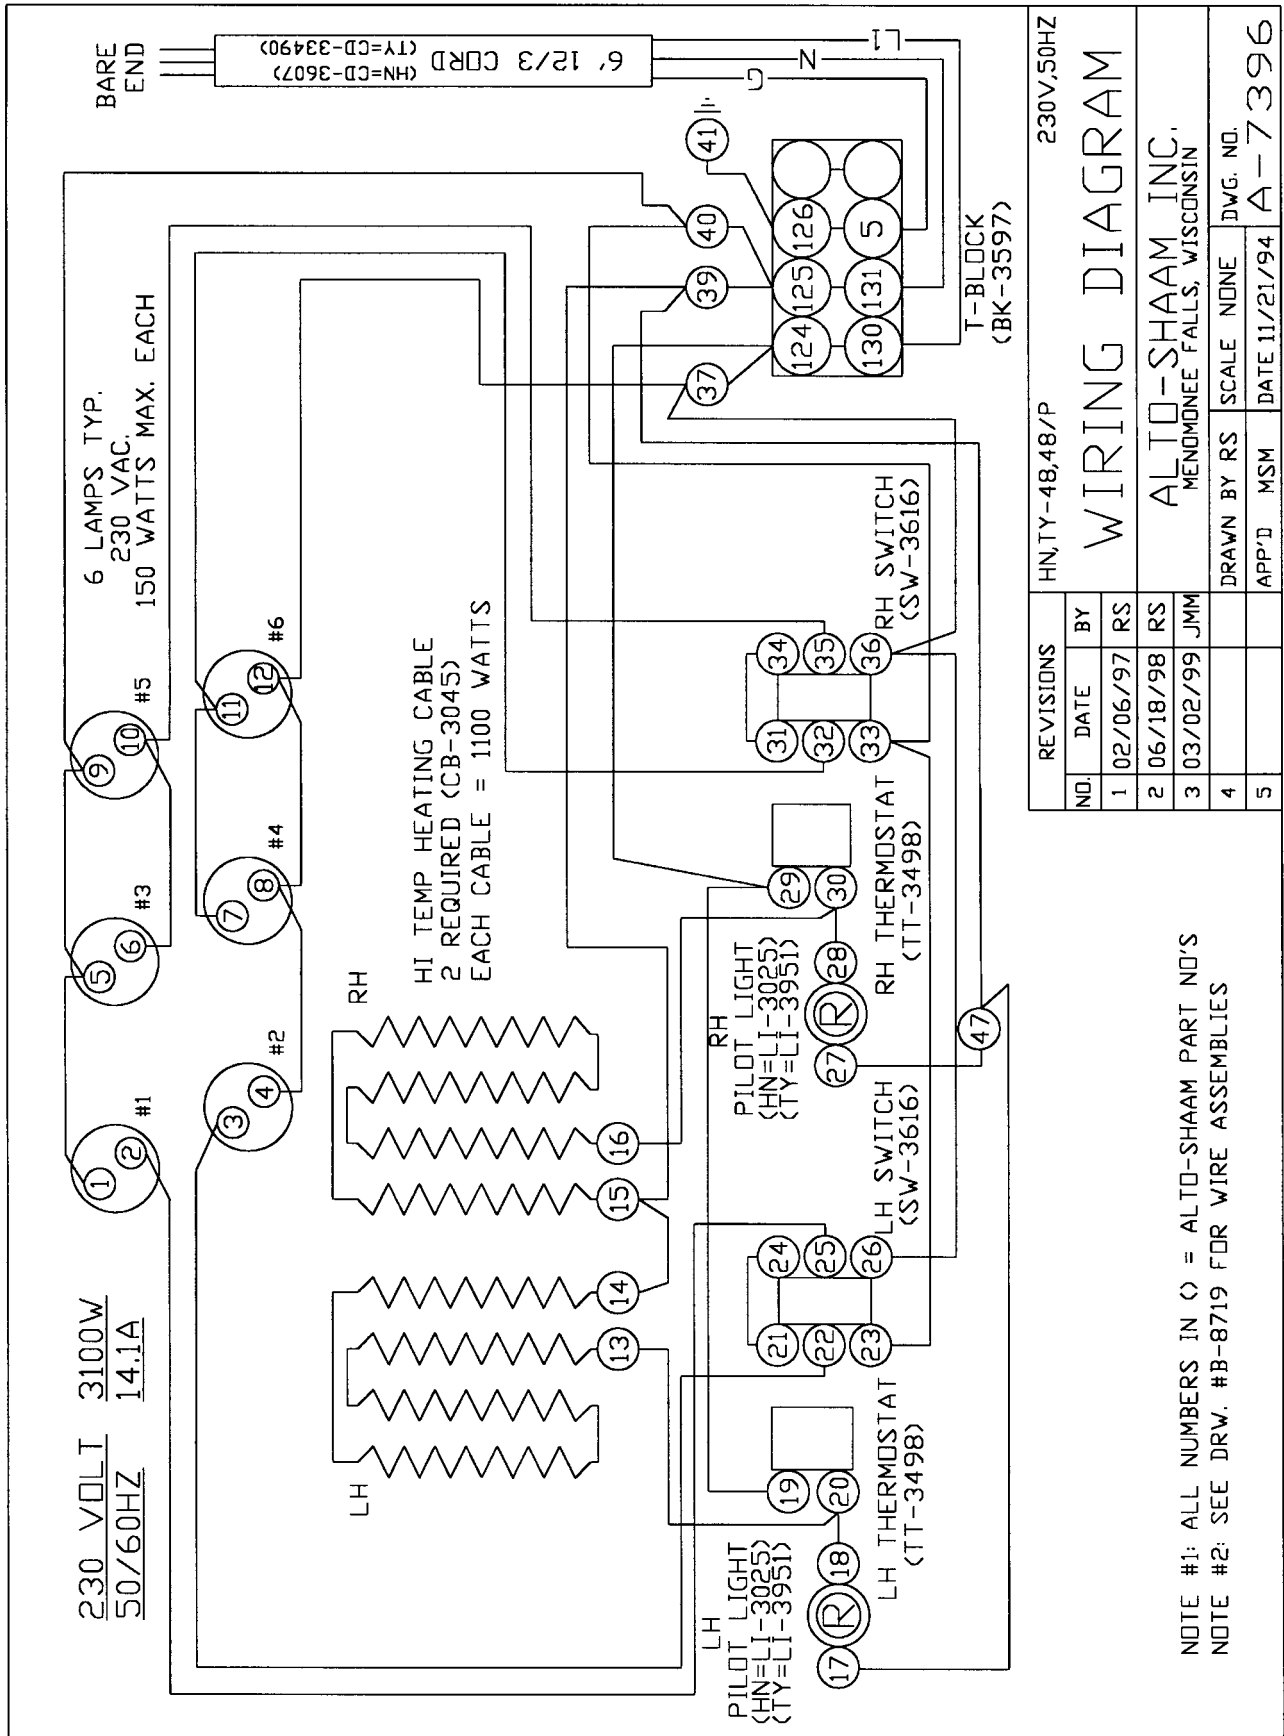 230 VOLT 3100W
50/60HZ 14.1A
6 LAMPS TYP.
230 VAC.
150 WATTS MAX. EACH
BARE
END
6' 12/3 CORD
(HN=CD-3607)
(TY=CD-33490)
L1
N
G
1
2
#1
5
6
#3
9
10
#5
3
4
#2
7
8
#4
11
12
#6
LH
RH
HI TEMP HEATING CABLE
2 REQUIRED (CB-3045)
EACH CABLE = 1100 WATTS
13
14
15
16
37
39
40
41
124
125
126
130
131
5
T-BLOCK
(BK-3597)
LH
PILOT LIGHT
(HN=LI-3025)
(TY=LI-3951)
17
R
18
19
20
LH THERMOSTAT
(TT-3498)
21
22
23
24
25
26
LH SWITCH
(SW-3616)
RH
PILOT LIGHT
(HN=LI-3025)
(TY=LI-3951)
27
R
28
29
30
RH THERMOSTAT
(TT-3498)
31
32
33
34
35
36
RH SWITCH
(SW-3616)
47
NOTE #1: ALL NUMBERS IN () = ALTO-SHAAM PART NO'S
NOTE #2: SEE DRW. #B-8719 FOR WIRE ASSEMBLIES
REVISIONS
NO. DATE BY
1 02/06/97 RS
2 06/18/98 RS
3 03/02/99 JMM
4
5
HN,TY-48,48/P 230V,50HZ
WIRING DIAGRAM
ALTO-SHAAM INC.
MENOMONEE FALLS, WISCONSIN
DRAWN BY RS SCALE NONE DWG. NO.
APP'D MSM DATE 11/21/94 A-7396